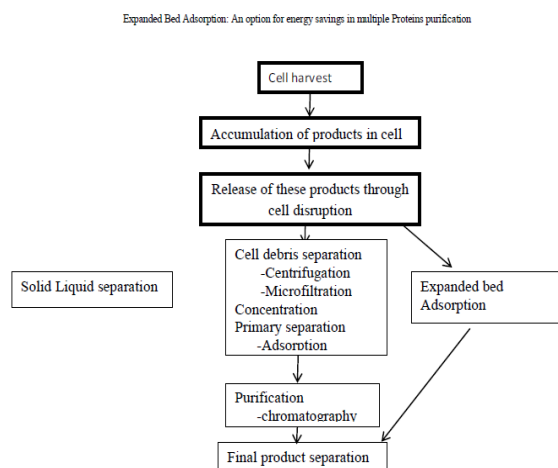 Expanded Bed Adsorption: An option for energy savings in multiple Proteins purification
Cell harvest
Accumulation of products in cell
Release of these products through
cell disruption
Solid Liquid separation
Cell debris separation
-Centrifugation
-Microfiltration
Concentration
Primary separation
-Adsorption
Expanded bed
Adsorption
Purification
-chromatography
Final product separation